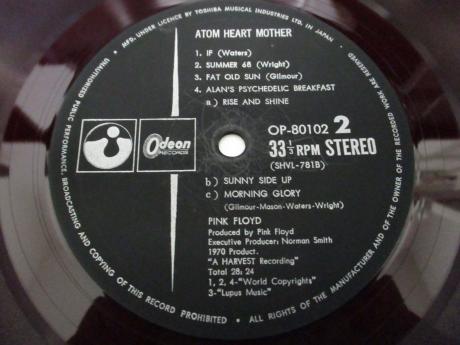 MFG. UNDER LICENCE BY TOSHIBA MUSICAL INDUSTRIES LTD. IN JAPAN.
ATOM HEART MOTHER
1. IF (Waters)
2. SUMMER 68 (Wright)
3. FAT OLD SUN (Gilmour)
4. ALAN'S PSYCHEDELIC BREAKFAST
a) RISE AND SHINE
Odeon
RECORDS
OP-80102 2
33 1/3 RPM STEREO
(SHVL-781B)
b) SUNNY SIDE UP
c) MORNING GLORY
(Gilmour-Mason-Waters-Wright)
PINK FLOYD
Produced by Pink Floyd
Executive Producer: Norman Smith
1970 Product.
"A HARVEST Recording"
Total 28: 24
1, 2, 4-"World Copyrights"
3-"Lupus Music"
UNAUTHORIZED PUBLIC PERFORMANCE, BROADCASTING AND COPYING OF THIS RECORD PROHIBITED • ALL RIGHTS OF THE MANUFACTURER AND OF THE OWNER OF THE RECORDED WORK ARE RESERVED